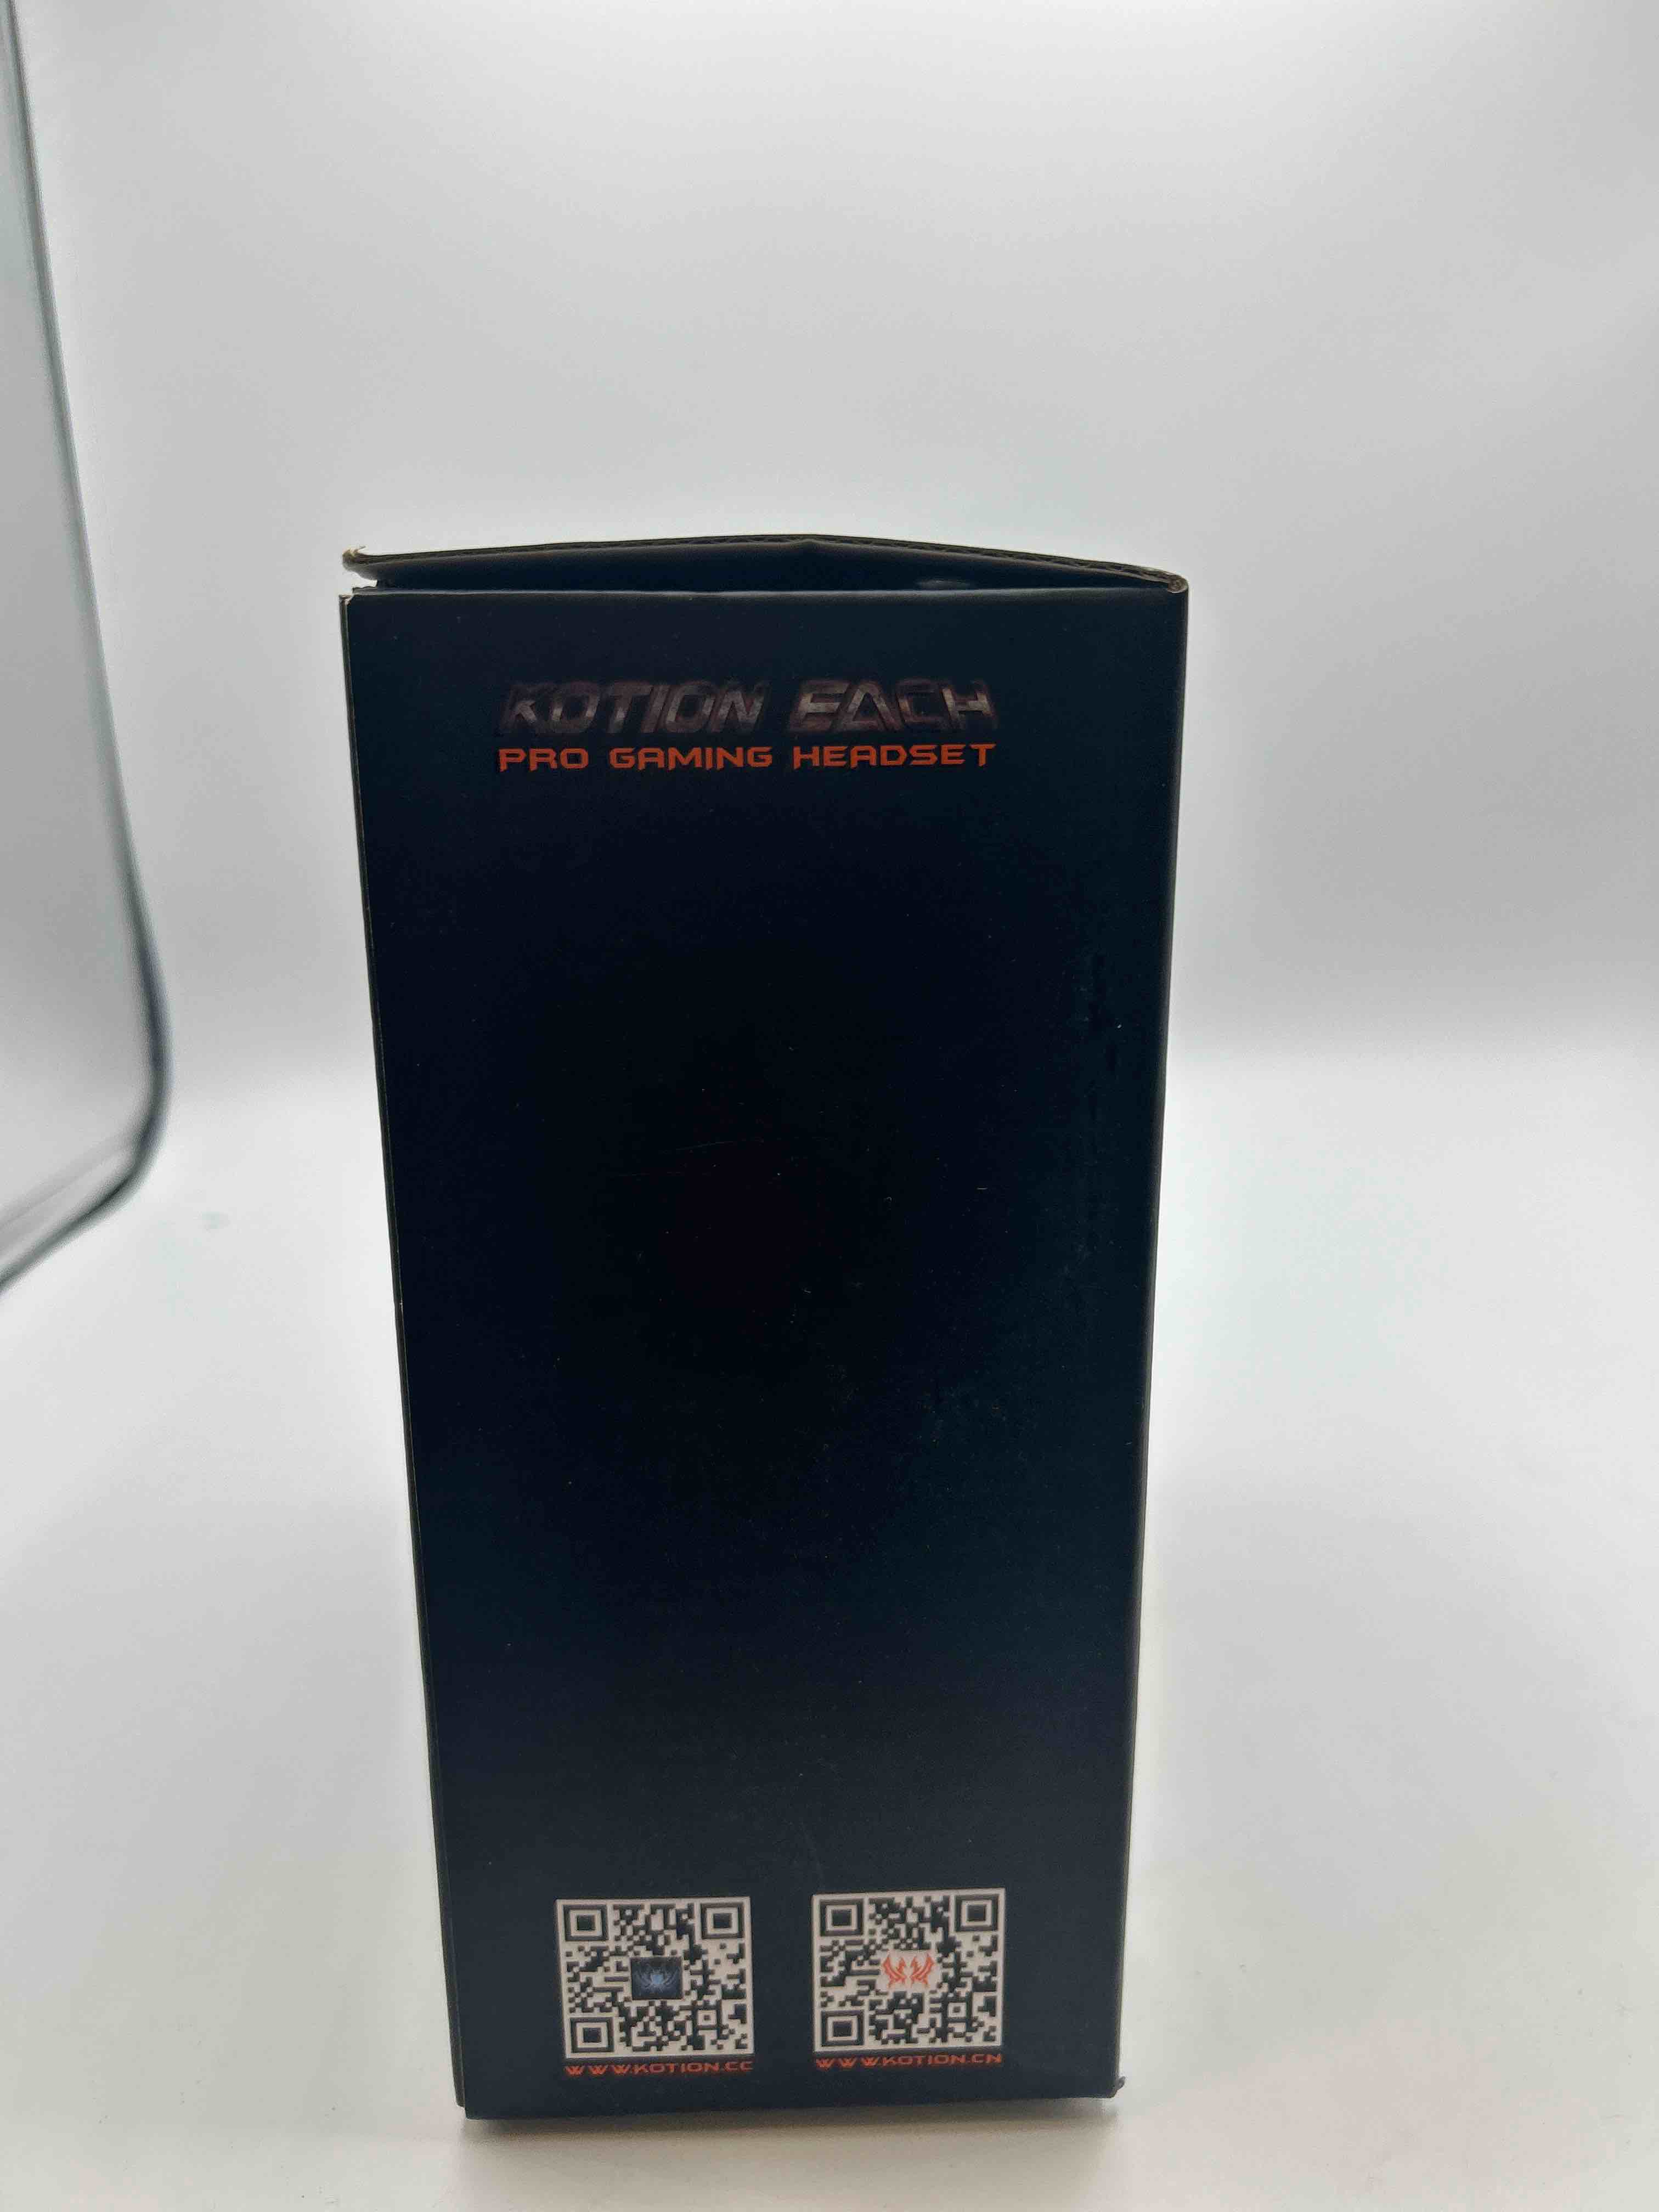 KOTION EACH
PRO GAMING HEADSET
WWW.KOTION.CC
WWW.KOTION.CN